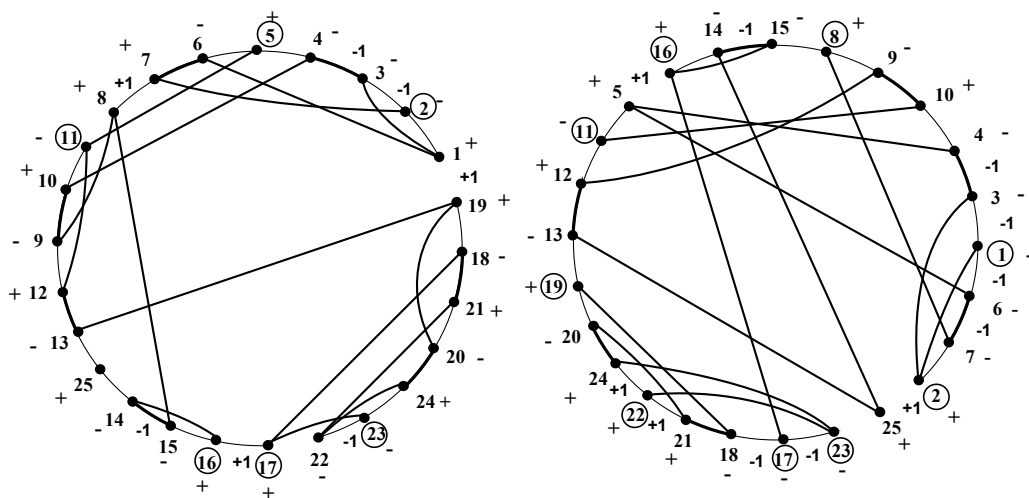 - +
5
+ 6 4 -
7 -1
3 -
+ +1 -1
8 2 -
- 11
1 +
+ 10
+1
19 +
- 9
18 -
+ 12
21 +
- 13
20 -
25
+ 24 +
14
- -1 23
15 22 -1 -
- 16 +1 17 -
+ +
+ - -1 15 - 8 +
16 14
9 -
+ +1
5 10 +
- 11
4 -
+ 12 -1
3 -
-1
- 13 1 -
-1
+ 19 6 -
-1
- 20 7 -
24
+ +1 2
22 +1 +1 +
+ 21 25
+ 18 -1 17 -1 23 +
- - -